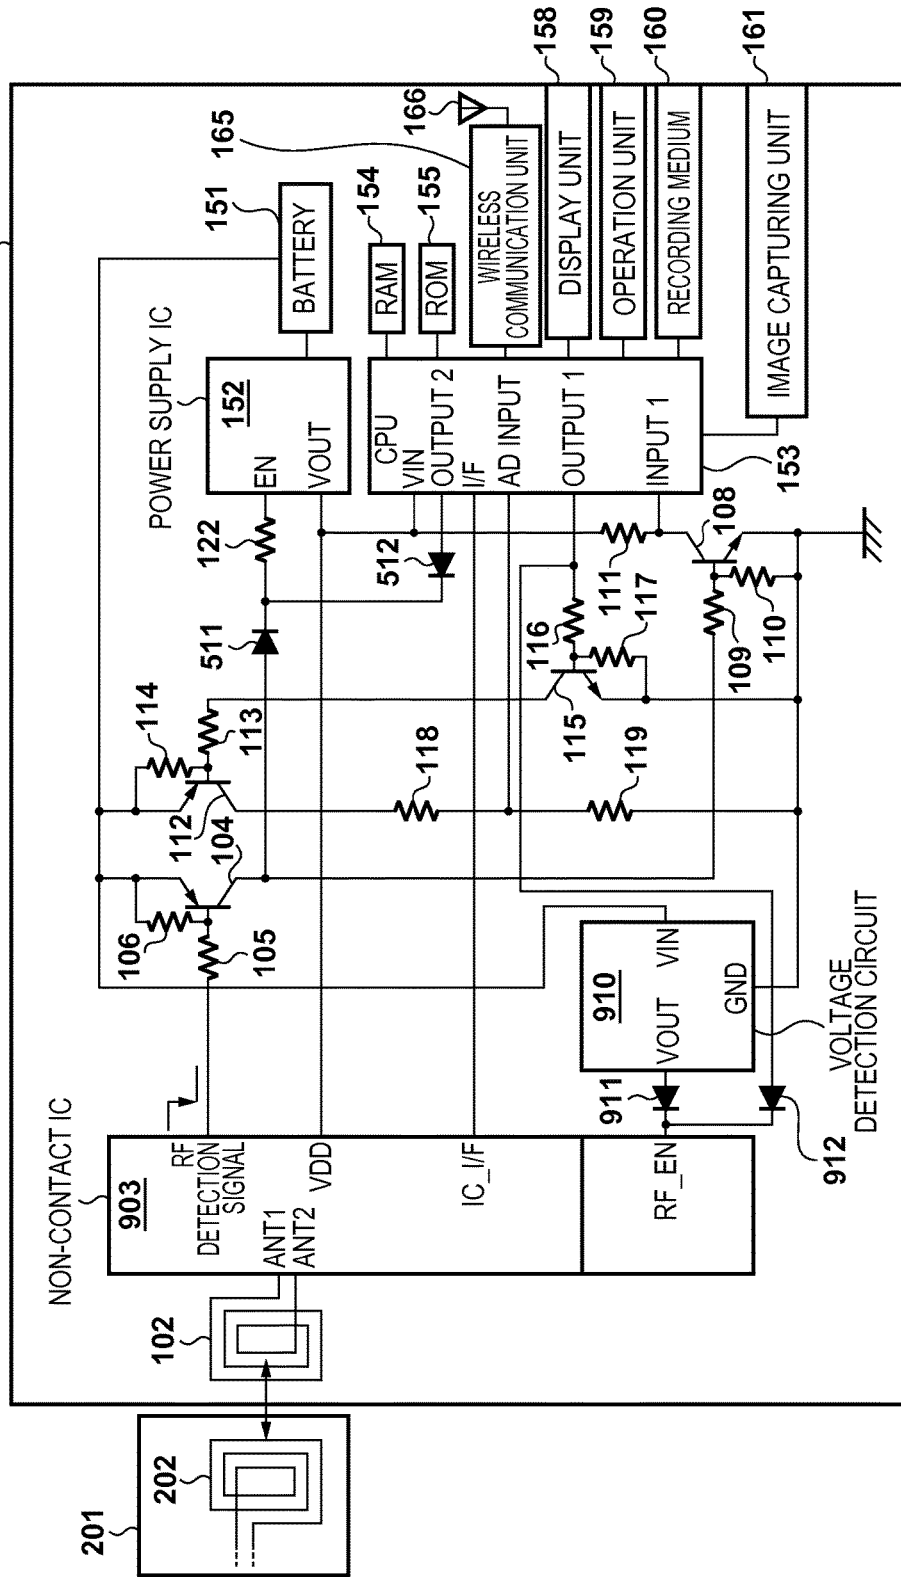 201
202
102
NON-CONTACT IC
903
RF
DETECTION
SIGNAL
ANT1
ANT2
VDD
IC_I/F
RF_EN
106
105
104
112
114
113
511
122
118
119
115
116
117
512
111
109
110
108
911
912
910
VOUT
VIN
GND
VOLTAGE
DETECTION CIRCUIT
POWER SUPPLY IC
152
EN
VOUT
BATTERY
151
CPU
VIN
OUTPUT 2
I/F
AD INPUT
OUTPUT 1
INPUT 1
153
RAM
154
ROM
155
165
WIRELESS
COMMUNICATION UNIT
166
DISPLAY UNIT
158
OPERATION UNIT
159
RECORDING MEDIUM
160
IMAGE CAPTURING UNIT
161